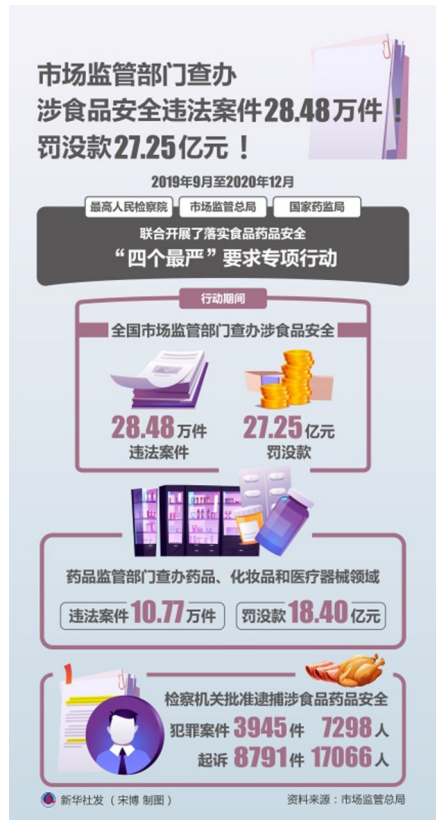 市场监管部门查办
涉食品安全违法案件28.48万件！
罚没款27.25亿元！
2019年9月至2020年12月
最高人民检察院 市场监管总局 国家药监局
联合开展了落实食品药品安全
“四个最严”要求专项行动
行动期间
全国市场监管部门查办涉食品安全
28.48万件 27.25亿元
违法案件 罚没款
药品监管部门查办药品、化妆品和医疗器械领域
违法案件10.77万件 罚没款18.40亿元
检察机关批准逮捕涉食品药品安全
犯罪案件3945件 7298人
起诉8791件 17066人
新华社发（宋博 制图） 资料来源：市场监管总局